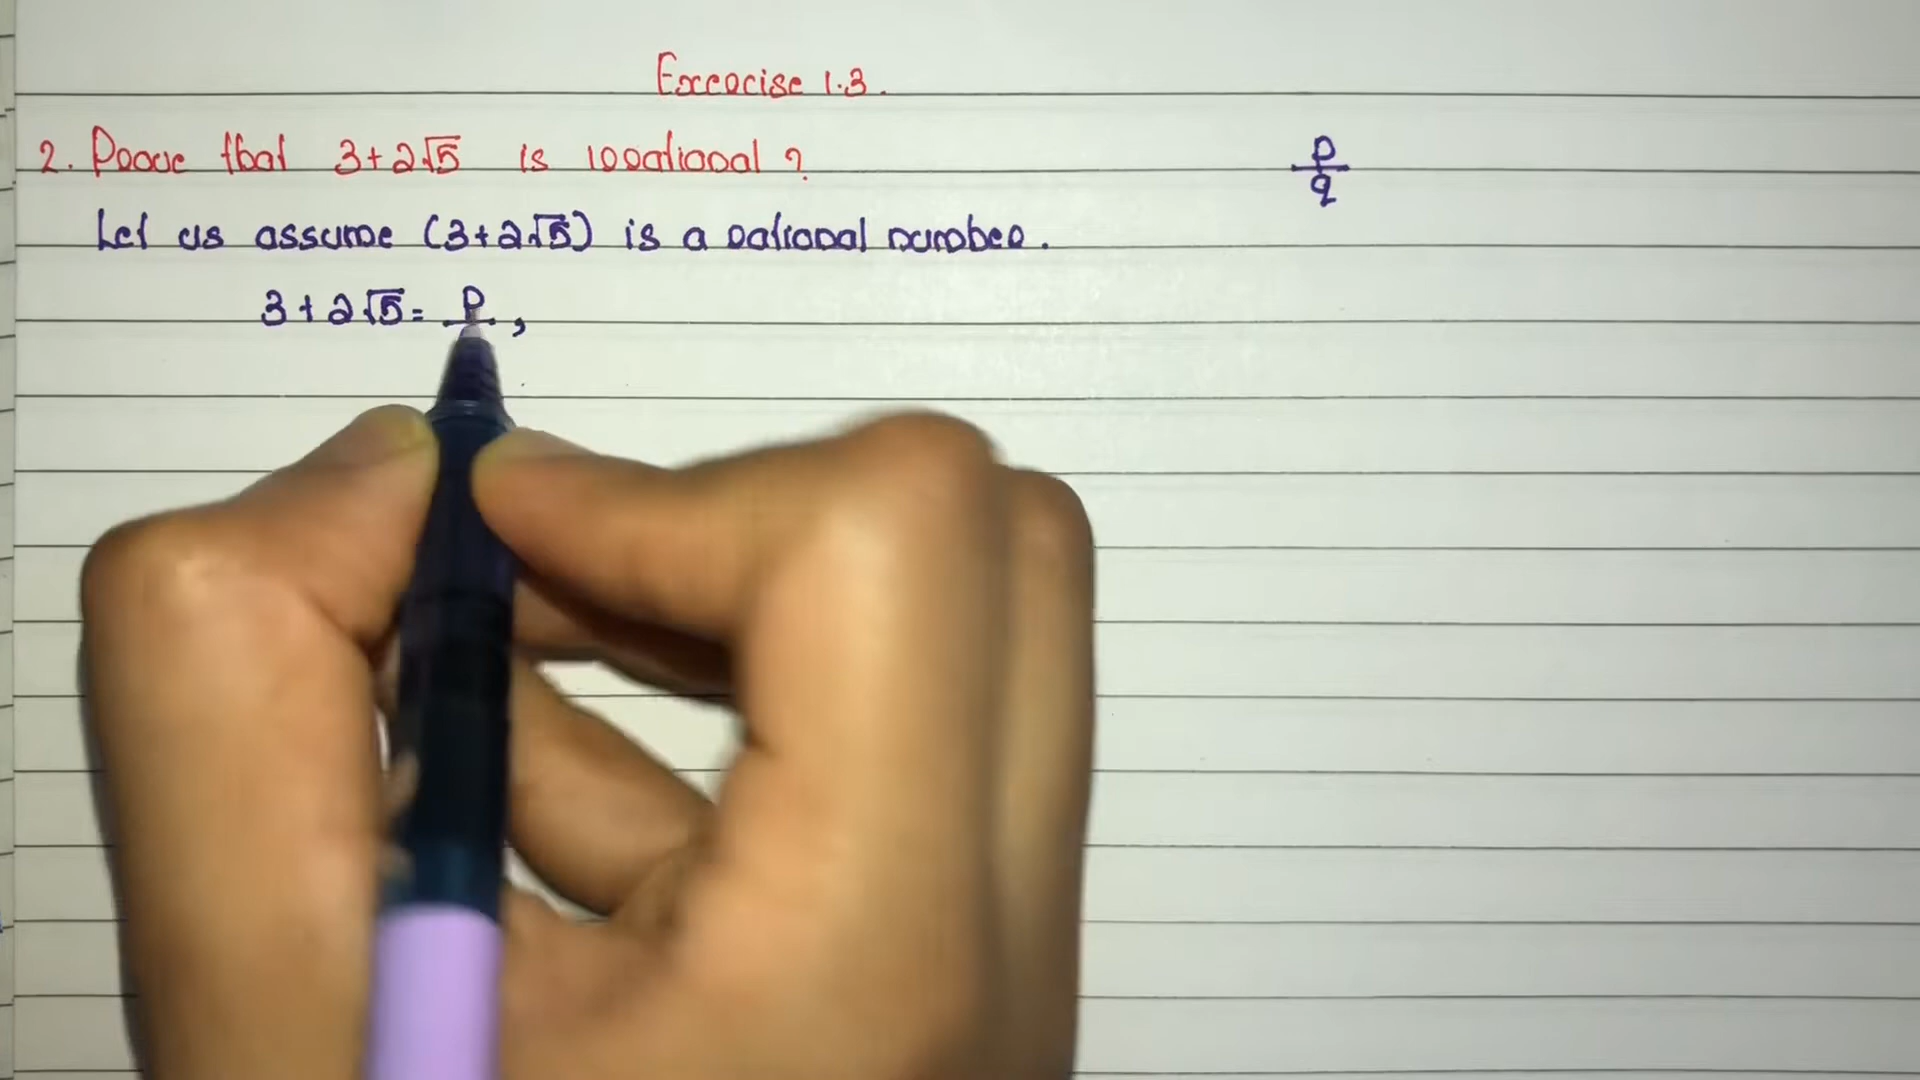 Exercise 1.3.
2. Prove that 3+2√5 is irrational ?
p
q
Let us assume (3+2√5) is a rational number.
3+2√5= p ,